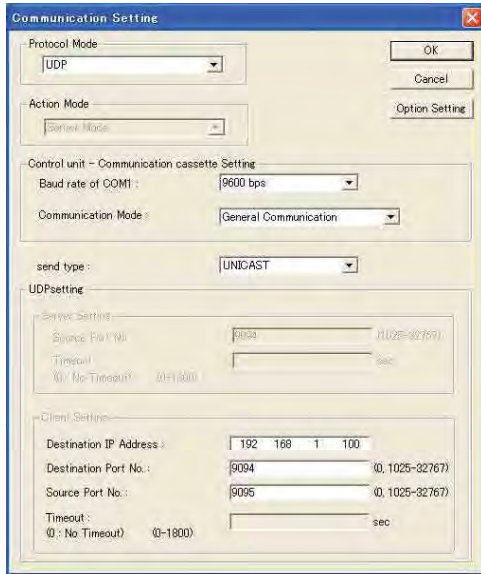 Communication Setting
Protocol Mode
UDP
OK
Cancel
Option Setting
Action Mode
Server Mode
Control unit - Communication cassette Setting
Baud rate of COM1 :
9600 bps
Communication Mode :
General Communication
send type :
UNICAST
UDPsetting
Server Setting
Source Port No.
9094
(1025-32767)
Timeout
sec
(0 : No Timeout) (0-1800)
Client Setting
Destination IP Address :
192 168 1 100
Destination Port No. :
9094
(0, 1025-32767)
Source Port No. :
9095
(0, 1025-32767)
Timeout :
sec
(0 : No Timeout) (0-1800)